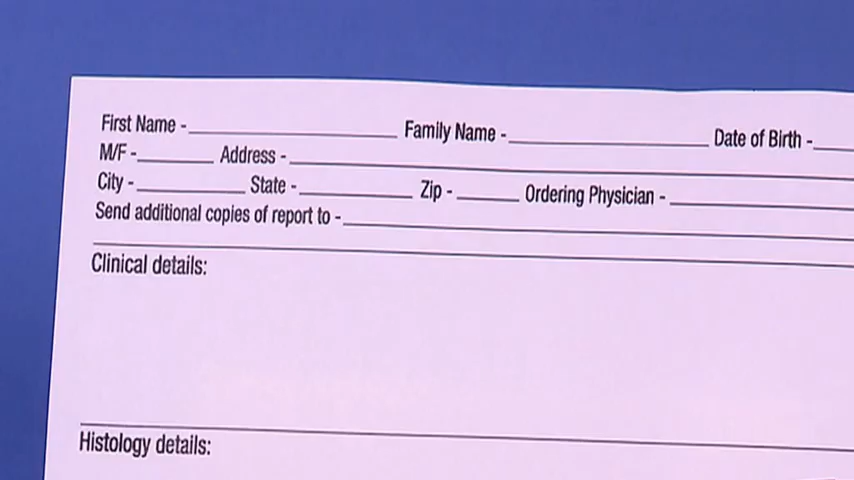 First Name - Family Name - Date of Birth -
M/F - Address -
City - State - Zip - Ordering Physician -
Send additional copies of report to -
Clinical details:
Histology details: